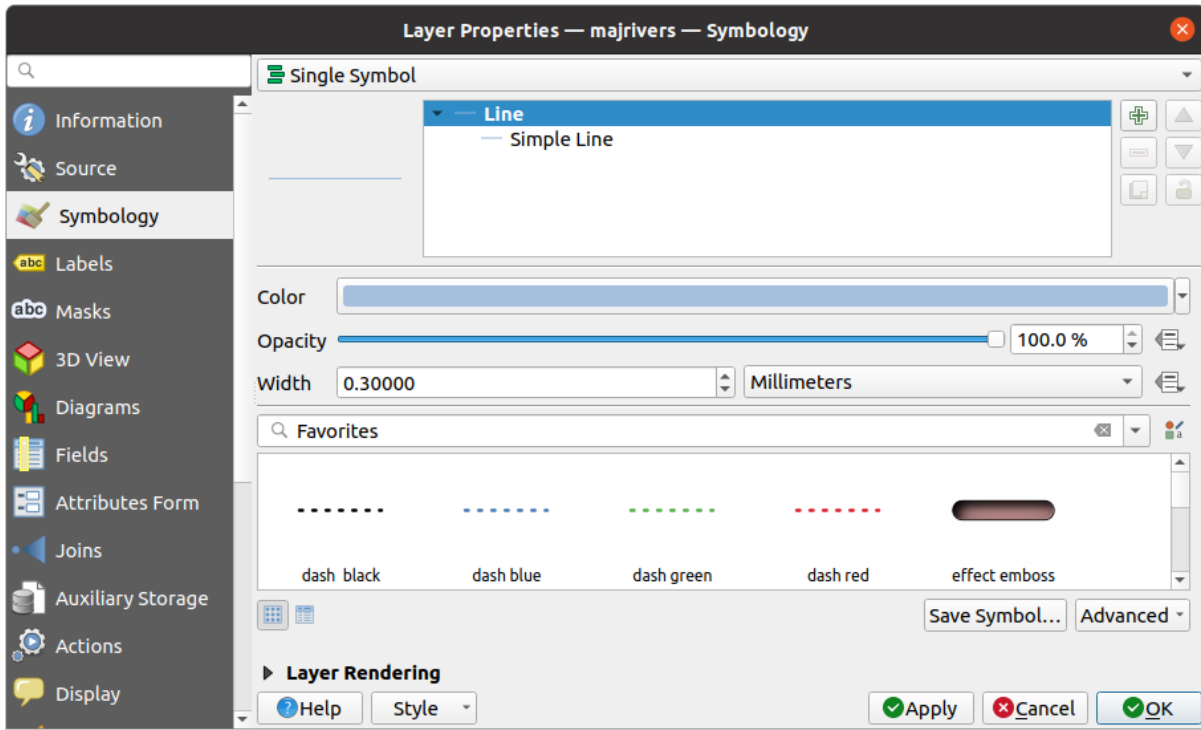 Layer Properties — majrivers — Symbology
Information
Source
Symbology
abc Labels
abc Masks
3D View
Diagrams
Fields
Attributes Form
Joins
Auxiliary Storage
Actions
Display
Single Symbol
Line
Simple Line
Color
Opacity 100.0 %
Width 0.30000 Millimeters
Favorites
dash black dash blue dash green dash red effect emboss
Save Symbol... Advanced
Layer Rendering
Help Style Apply Cancel OK